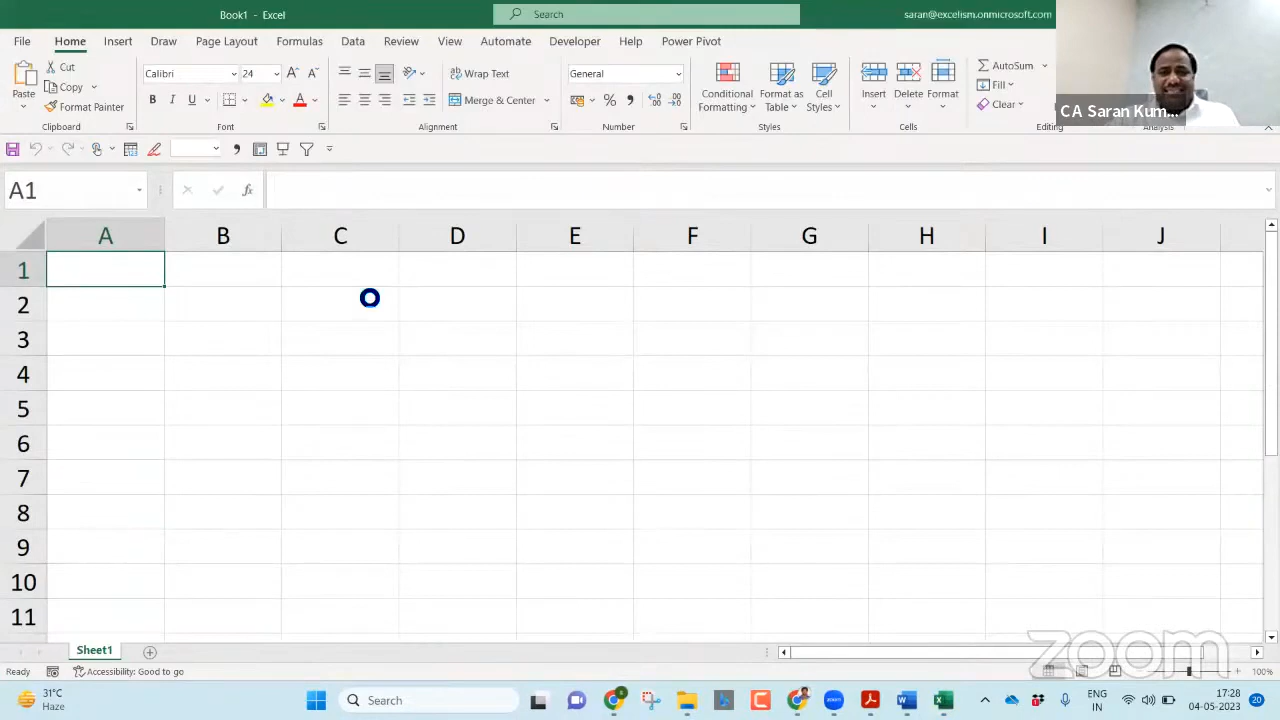 Book1 - Excel
Search
saran@excelism.onmicrosoft.com
File Home Insert Draw Page Layout Formulas Data Review View Automate Developer Help Power Pivot
Paste
Cut
Copy
Format Painter
Clipboard
Calibri 24
B I U
Font
Wrap Text
Merge & Center
Alignment
General
Number
Conditional Formatting
Format as Table
Cell Styles
Styles
Insert Delete Format
Cells
AutoSum
Fill
Clear
Editing
Analysis
CA Saran Kum...
A1
fx
A B C D E F G H I J
1
2
3
4
5
6
7
8
9
10
11
Sheet1
zoom
Ready
Accessibility: Good to go
100%
31°C
Haze
Search
ENG
IN
17:28
04-05-2023
20